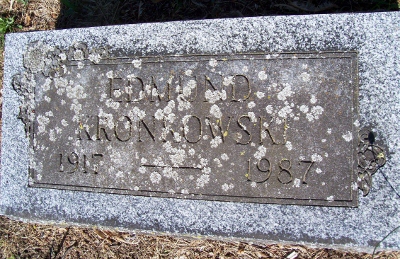 EDMUND
KRONKOWSKI
1917 — 1987